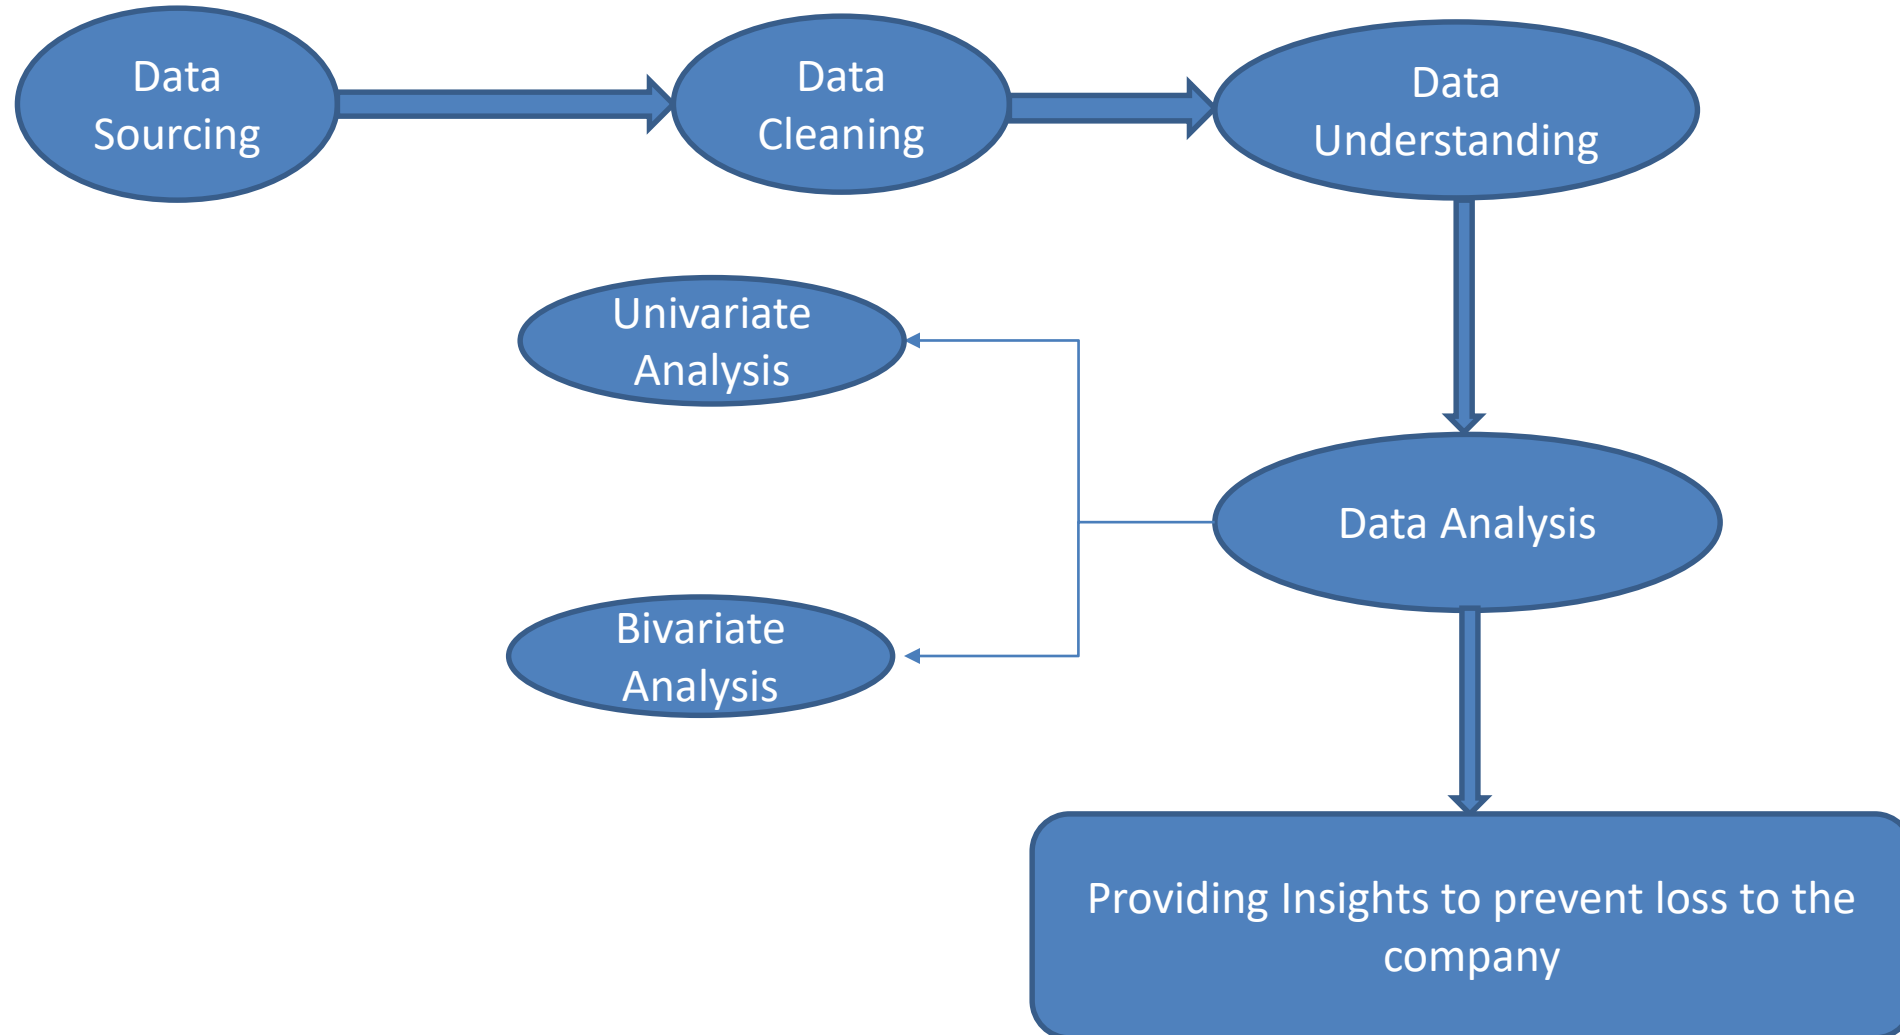 Data
Sourcing
Data
Cleaning
Data
Understanding
Univariate
Analysis
Data Analysis
Bivariate
Analysis
Providing Insights to prevent loss to the
company